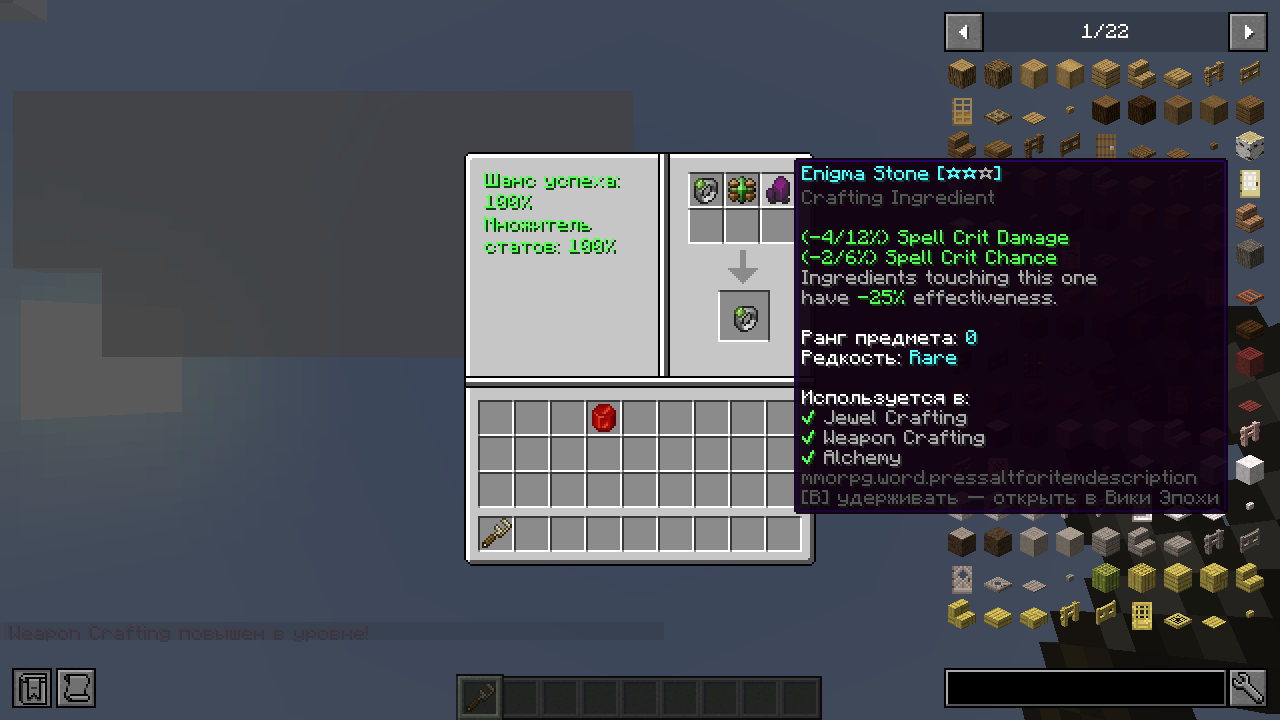 1/22
Шанс успеха:
100%
Множитель
статов: 100%
Enigma Stone [★★☆]
Crafting Ingredient
(-4/12%) Spell Crit Damage
(-2/6%) Spell Crit Chance
Ingredients touching this one
have -25% effectiveness.
Ранг предмета: 0
Редкость: Rare
Используется в:
✓ Jewel Crafting
✓ Weapon Crafting
✓ Alchemy
mmorpg.word.pressaltforitemdescription
[B] удерживать — открыть в Вики Эпохи
Weapon Crafting повышен в уровне!